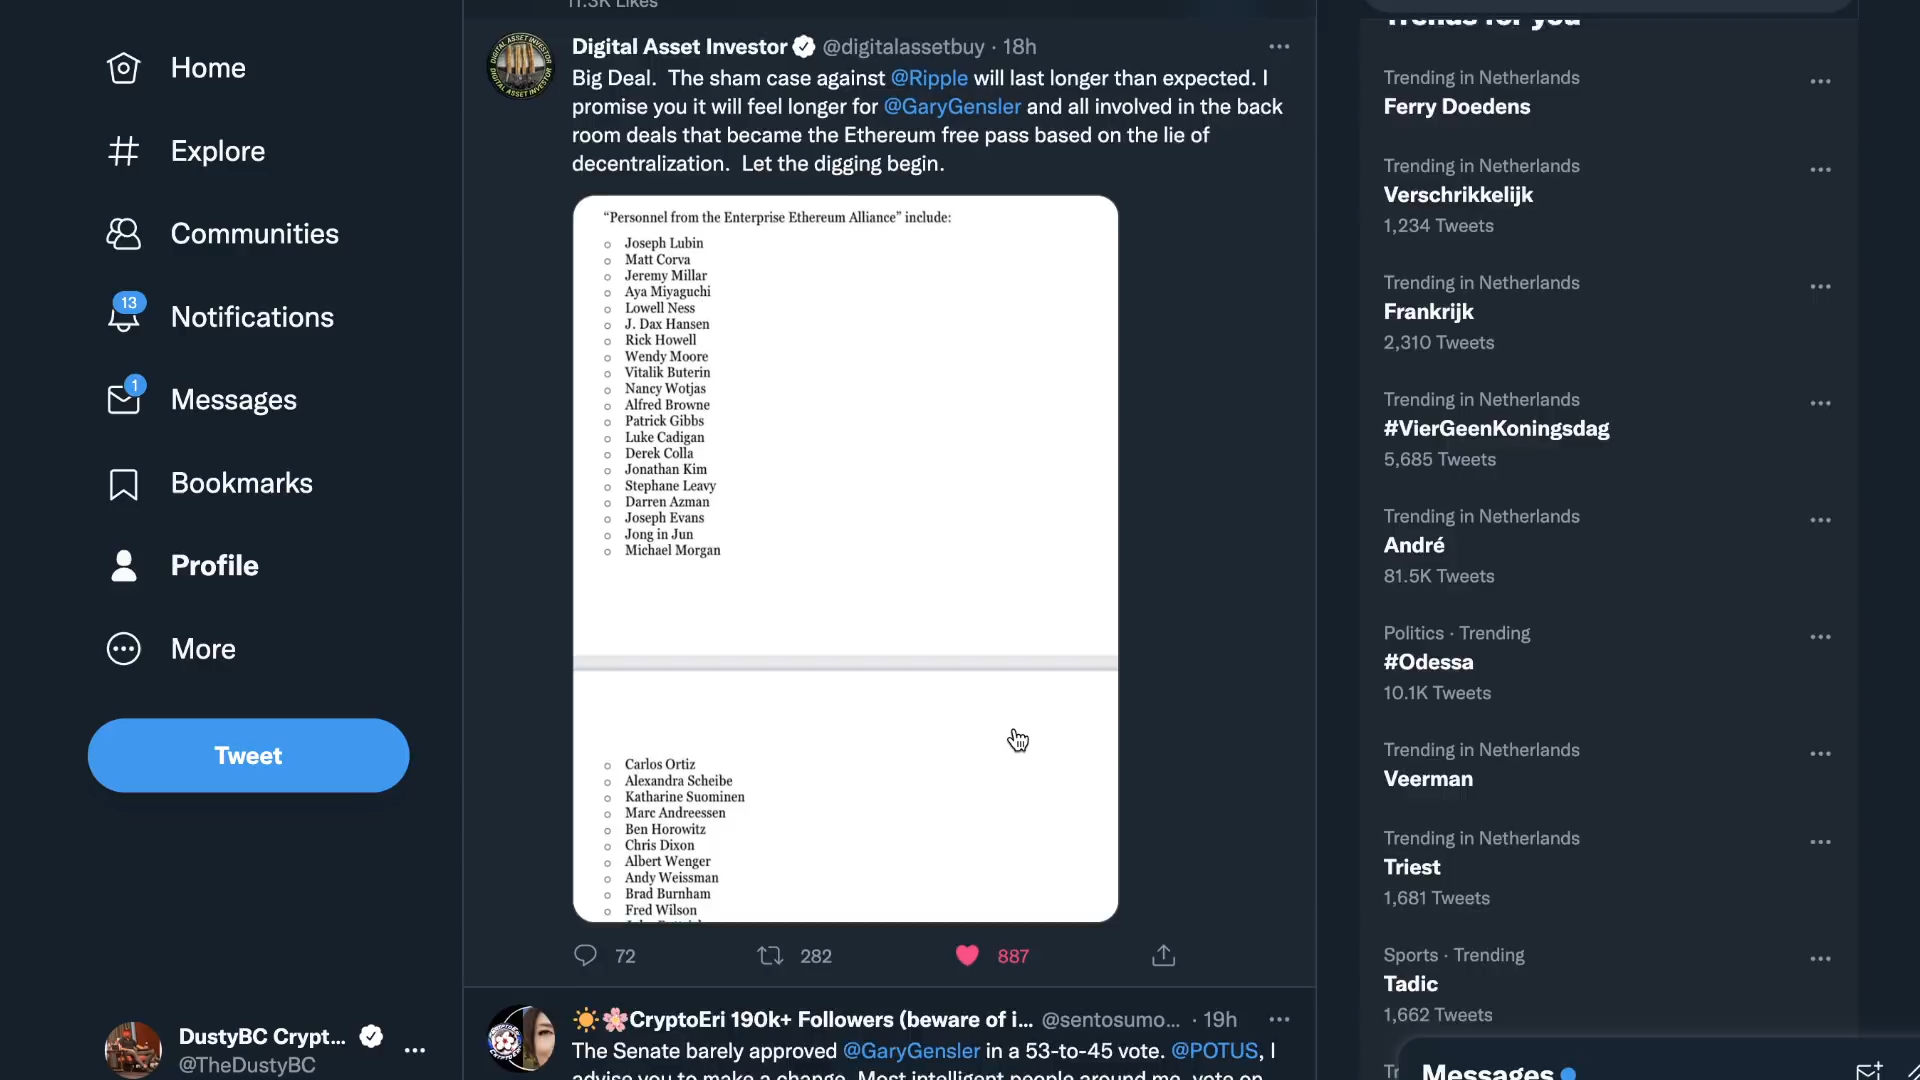 Home
Explore
Communities
13
Notifications
1
Messages
Bookmarks
Profile
More
Tweet
DustyBC Crypt...
@TheDustyBC
11.3K Likes
Digital Asset Investor @digitalassetbuy · 18h
Big Deal. The sham case against @Ripple will last longer than expected. I
promise you it will feel longer for @GaryGensler and all involved in the back
room deals that became the Ethereum free pass based on the lie of
decentralization. Let the digging begin.
“Personnel from the Enterprise Ethereum Alliance” include:
Joseph Lubin
Matt Corva
Jeremy Millar
Aya Miyaguchi
Lowell Ness
J. Dax Hansen
Rick Howell
Wendy Moore
Vitalik Buterin
Nancy Wotjas
Alfred Browne
Patrick Gibbs
Luke Cadigan
Derek Colla
Jonathan Kim
Stephane Leavy
Darren Azman
Joseph Evans
Jong in Jun
Michael Morgan
Carlos Ortiz
Alexandra Scheibe
Katharine Suominen
Marc Andreessen
Ben Horowitz
Chris Dixon
Albert Wenger
Andy Weissman
Brad Burnham
Fred Wilson
72 282 887
CryptoEri 190k+ Followers (beware of i... @sentosumo... · 19h
The Senate barely approved @GaryGensler in a 53-to-45 vote. @POTUS, I
advise you to make a change. Most intelligent people around me, vote on
Trends for you
Trending in Netherlands
Ferry Doedens
Trending in Netherlands
Verschrikkelijk
1,234 Tweets
Trending in Netherlands
Frankrijk
2,310 Tweets
Trending in Netherlands
#VierGeenKoningsdag
5,685 Tweets
Trending in Netherlands
André
81.5K Tweets
Politics · Trending
#Odessa
10.1K Tweets
Trending in Netherlands
Veerman
Trending in Netherlands
Triest
1,681 Tweets
Sports · Trending
Tadic
1,662 Tweets
Messages